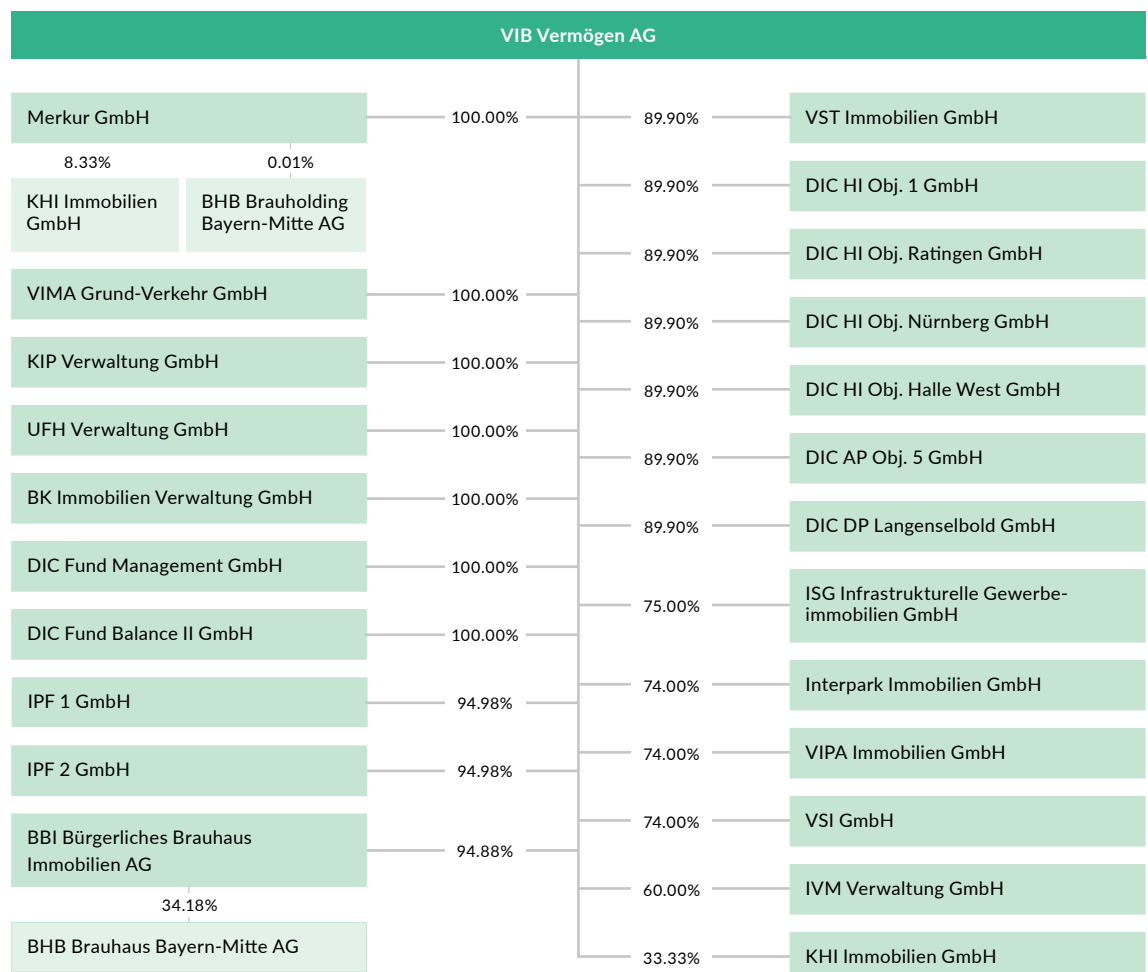 VIB Vermögen AG
Merkur GmbH
100.00%
8.33%
0.01%
KHI Immobilien
GmbH
BHB Brauholding
Bayern-Mitte AG
VIMA Grund-Verkehr GmbH
100.00%
KIP Verwaltung GmbH
100.00%
UFH Verwaltung GmbH
100.00%
BK Immobilien Verwaltung GmbH
100.00%
DIC Fund Management GmbH
100.00%
DIC Fund Balance II GmbH
100.00%
IPF 1 GmbH
94.98%
IPF 2 GmbH
94.98%
BBI Bürgerliches Brauhaus
Immobilien AG
94.88%
34.18%
BHB Brauhaus Bayern-Mitte AG
89.90%
VST Immobilien GmbH
89.90%
DIC HI Obj. 1 GmbH
89.90%
DIC HI Obj. Ratingen GmbH
89.90%
DIC HI Obj. Nürnberg GmbH
89.90%
DIC HI Obj. Halle West GmbH
89.90%
DIC AP Obj. 5 GmbH
89.90%
DIC DP Langenselbold GmbH
75.00%
ISG Infrastrukturelle Gewerbe-
immobilien GmbH
74.00%
Interpark Immobilien GmbH
74.00%
VIPA Immobilien GmbH
74.00%
VSI GmbH
60.00%
IVM Verwaltung GmbH
33.33%
KHI Immobilien GmbH